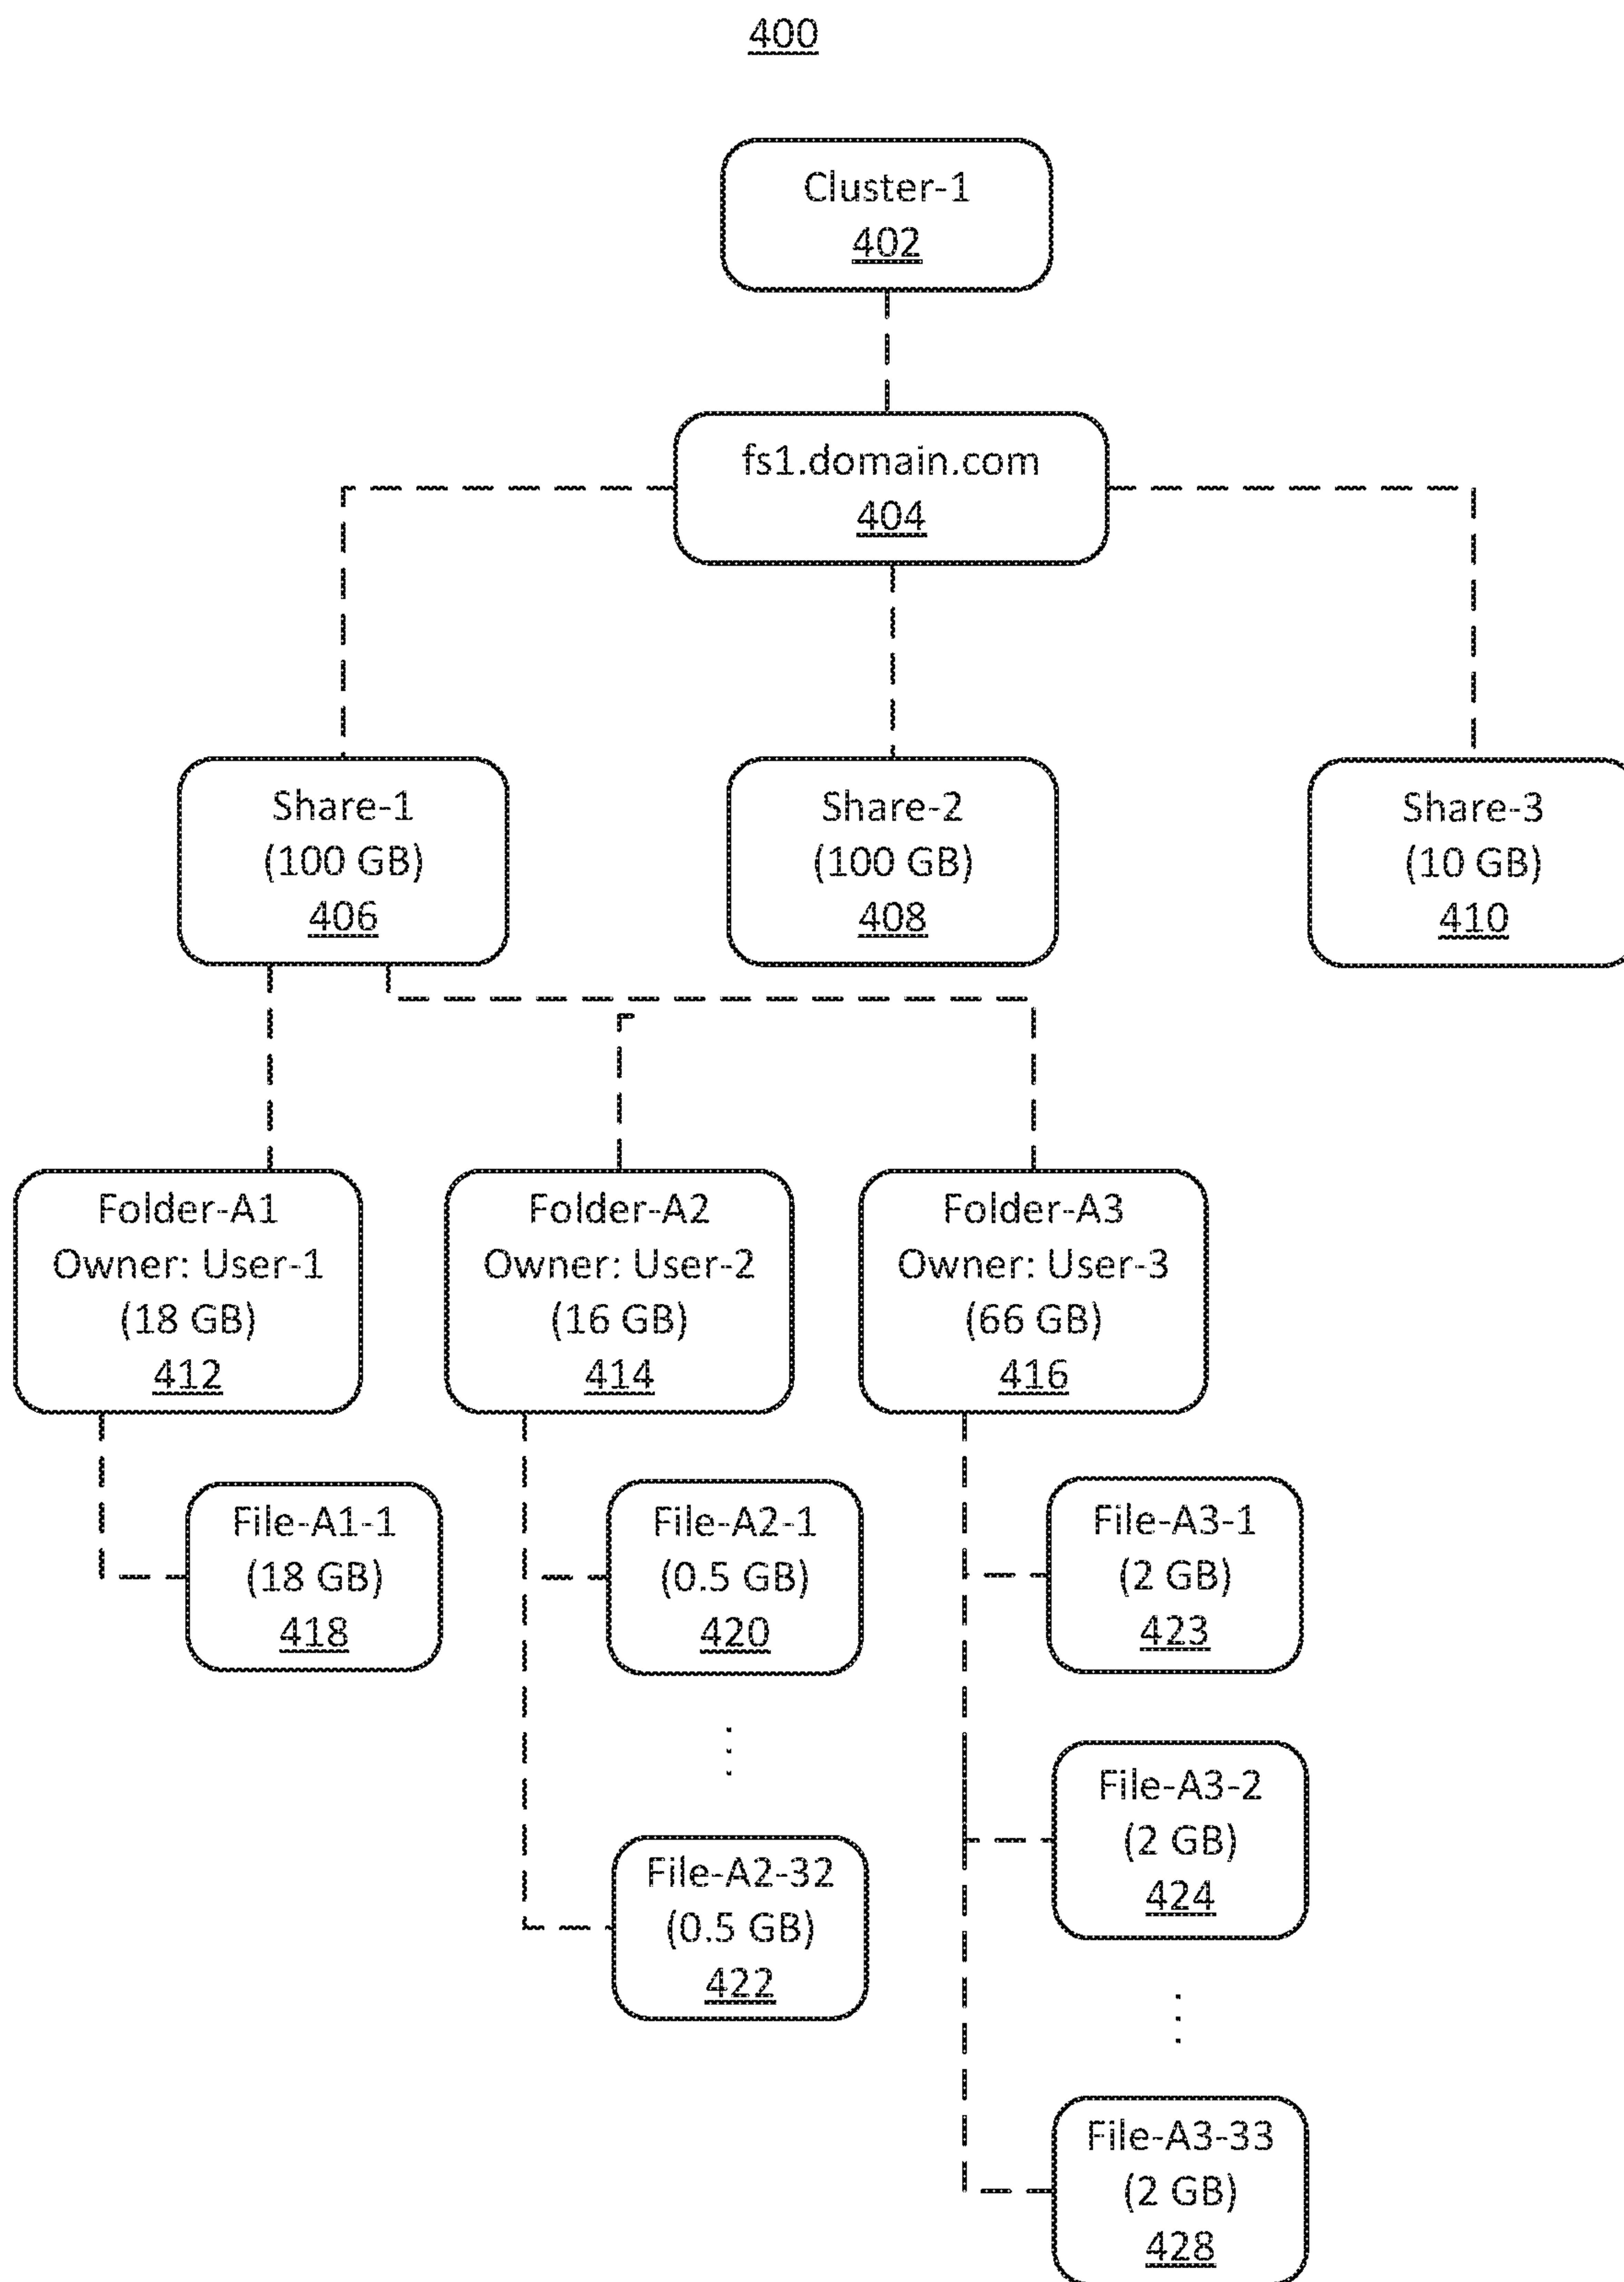 400
Cluster-1
402
fs1.domain.com
404
Share-1
(100 GB)
406
Share-2
(100 GB)
408
Share-3
(10 GB)
410
Folder-A1
Owner: User-1
(18 GB)
412
Folder-A2
Owner: User-2
(16 GB)
414
Folder-A3
Owner: User-3
(66 GB)
416
File-A1-1
(18 GB)
418
File-A2-1
(0.5 GB)
420
File-A3-1
(2 GB)
423
File-A3-2
(2 GB)
424
File-A2-32
(0.5 GB)
422
File-A3-33
(2 GB)
428